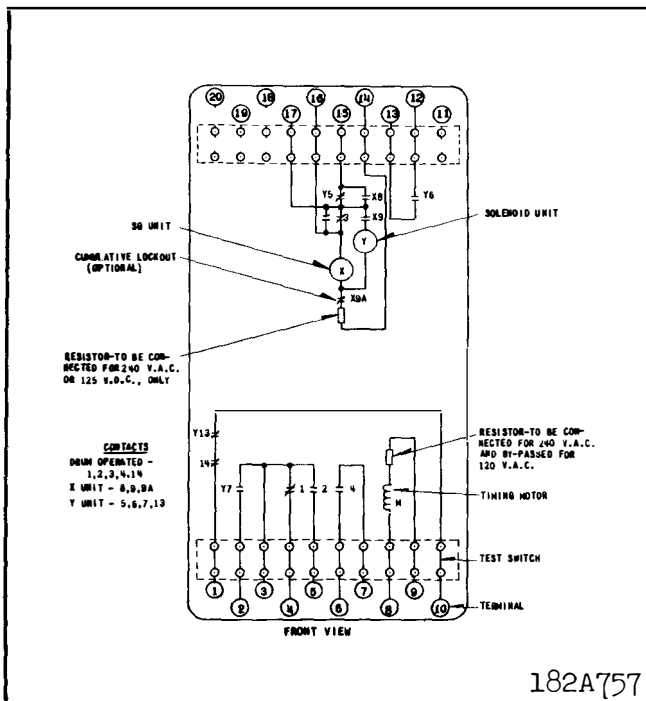 20 18 16 15 14 12
19 17 13 11
Y5 X8 Y6
3 X9
SG UNIT
SOLENOID UNIT
Y
X
CUMULATIVE LOCKOUT
(OPTIONAL)
X9A
RESISTOR-TO BE CON-
NECTED FOR 240 V.A.C.
OR 125 V.D.C., ONLY
CONTACTS
DRUM OPERATED -
1,2,3,4,14
X UNIT - 8,9,9A
Y UNIT - 5,6,7,13
Y13
14
Y7 1 2 4
M
RESISTOR-TO BE CON-
NECTED FOR 240 V.A.C.
AND BY-PASSED FOR
120 V.A.C.
TIMING MOTOR
TEST SWITCH
1 3 5 7 9
2 4 6 8 10
TERMINAL
FRONT VIEW
182A757